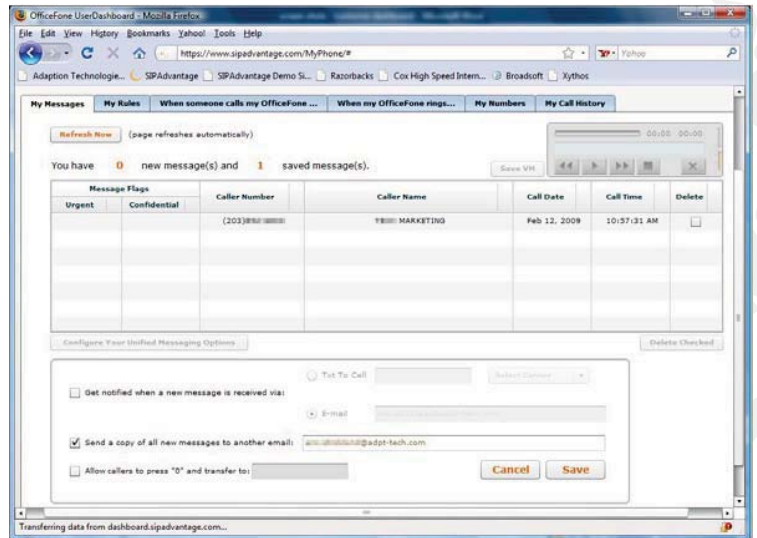 OfficeFone UserDashboard - Mozilla Firefox
File Edit View History Bookmarks Yahoo! Tools Help
https://www.sipadvantage.com/MyPhone/#
Yahoo
Adaption Technologie... SIPAdvantage SIPAdvantage Demo Si... Razorbacks Cox High Speed Intern... Broadsoft Xythos
My Messages My Rules When someone calls my OfficeFone ... When my OfficeFone rings... My Numbers My Call History
Refresh Now (page refreshes automatically)
00:00 00:00
You have 0 new message(s) and 1 saved message(s).
Save VM
Message Flags
Urgent Confidential Caller Number Caller Name Call Date Call Time Delete
(203) MARKETING Feb 12, 2009 10:57:31 AM
Configure Your Unified Messaging Options
Delete Checked
Txt To Call
Get notified when a new message is received via:
E-mail
Send a copy of all new messages to another email: @adpt-tech.com
Allow callers to press "0" and transfer to:
Cancel Save
Transferring data from dashboard.sipadvantage.com...